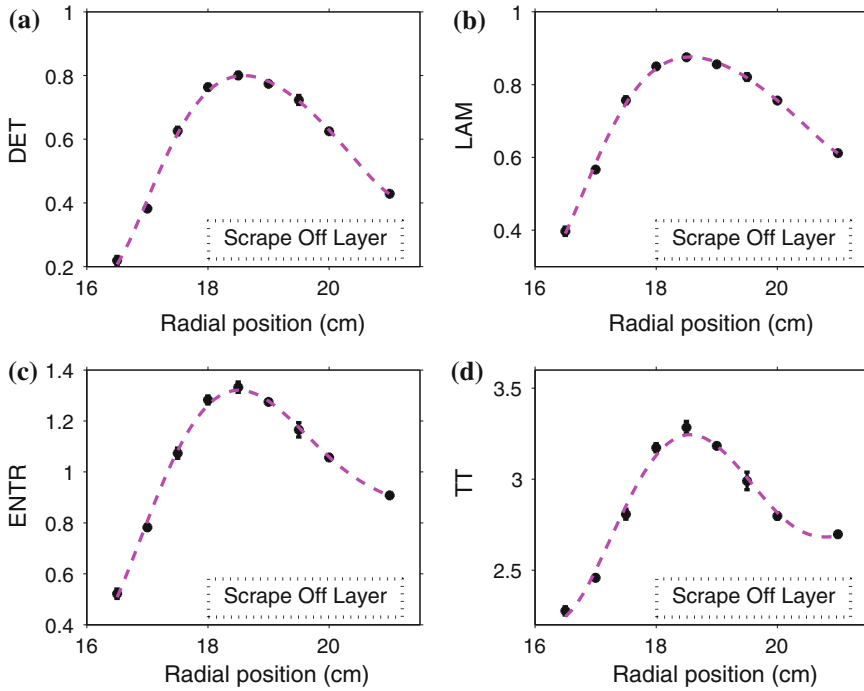 (a)
DET
1
0.8
0.6
0.4
0.2
Scrape Off Layer
16 18 20
Radial position (cm)
(b)
LAM
1
0.8
0.6
0.4
Scrape Off Layer
16 18 20
Radial position (cm)
(c)
ENTR
1.4
1.2
1
0.8
0.6
0.4
Scrape Off Layer
16 18 20
Radial position (cm)
(d)
TT
3.5
3
2.5
Scrape Off Layer
16 18 20
Radial position (cm)